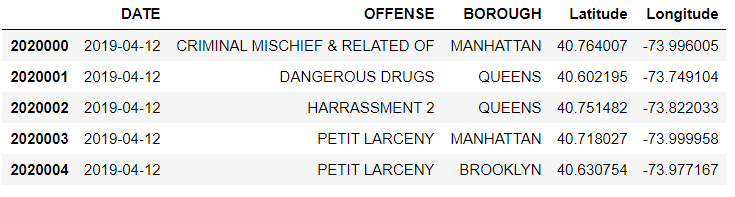 DATE OFFENSE BOROUGH Latitude Longitude
2020000 2019-04-12 CRIMINAL MISCHIEF & RELATED OF MANHATTAN 40.764007 -73.996005
2020001 2019-04-12 DANGEROUS DRUGS QUEENS 40.602195 -73.749104
2020002 2019-04-12 HARRASSMENT 2 QUEENS 40.751482 -73.822033
2020003 2019-04-12 PETIT LARCENY MANHATTAN 40.718027 -73.999958
2020004 2019-04-12 PETIT LARCENY BROOKLYN 40.630754 -73.977167